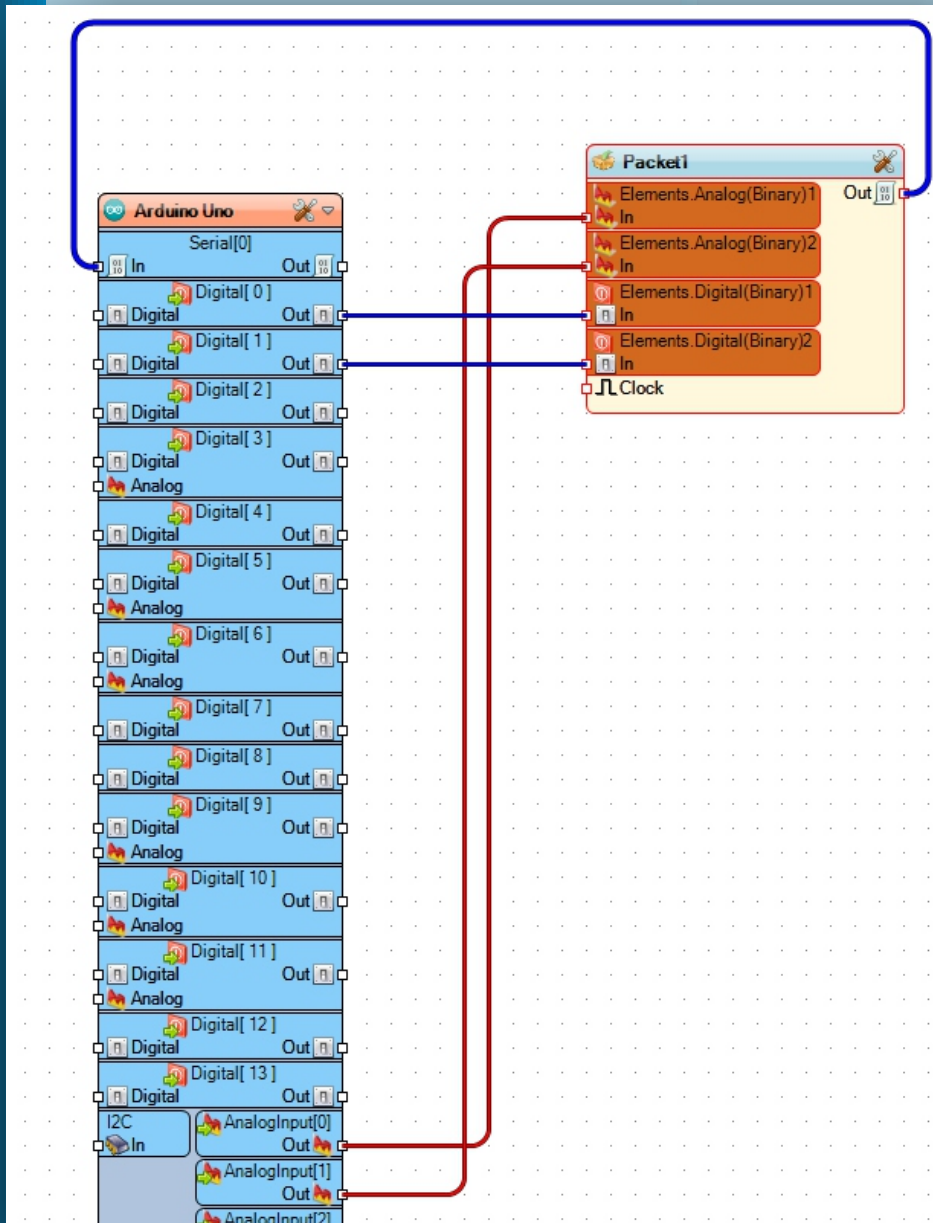 Packet1
Elements.Analog(Binary)1
Out
In
Elements.Analog(Binary)2
In
Elements.Digital(Binary)1
In
Elements.Digital(Binary)2
In
Clock
Arduino Uno
Serial[0]
In Out
Digital[ 0 ]
Digital Out
Digital[ 1 ]
Digital Out
Digital[ 2 ]
Digital Out
Digital[ 3 ]
Digital Out
Analog
Digital[ 4 ]
Digital Out
Digital[ 5 ]
Digital Out
Analog
Digital[ 6 ]
Digital Out
Analog
Digital[ 7 ]
Digital Out
Digital[ 8 ]
Digital Out
Digital[ 9 ]
Digital Out
Analog
Digital[ 10 ]
Digital Out
Analog
Digital[ 11 ]
Digital Out
Analog
Digital[ 12 ]
Digital Out
Digital[ 13 ]
Digital Out
I2C
In
AnalogInput[0]
Out
AnalogInput[1]
Out
AnalogInput[2]